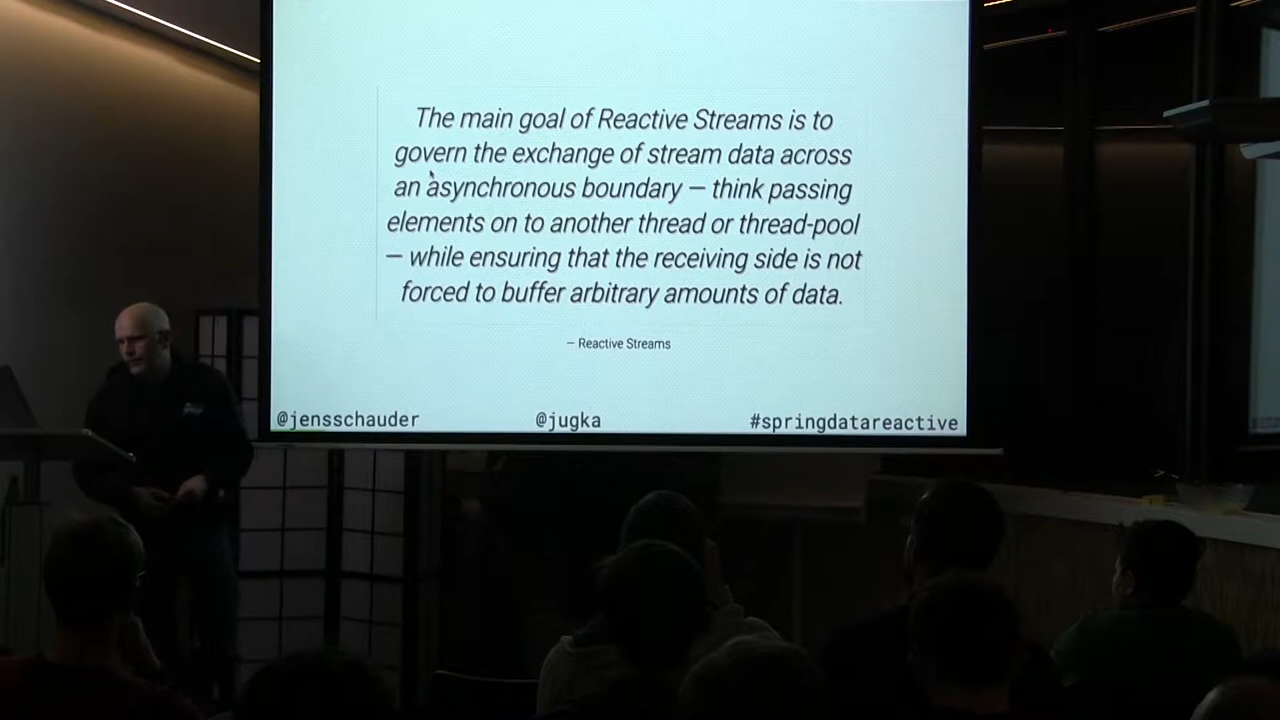 The main goal of Reactive Streams is to
govern the exchange of stream data across
an asynchronous boundary – think passing
elements on to another thread or thread-pool
– while ensuring that the receiving side is not
forced to buffer arbitrary amounts of data.
– Reactive Streams
@jensschauder @jugka #springdatareactive